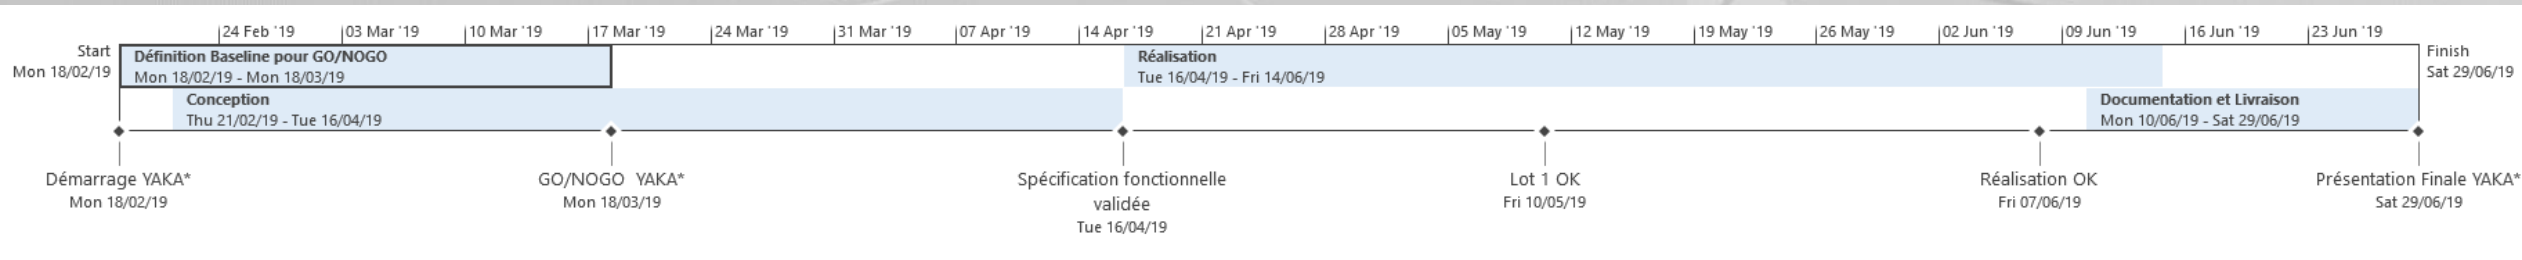 24 Feb '19
03 Mar '19
10 Mar '19
17 Mar '19
24 Mar '19
31 Mar '19
07 Apr '19
14 Apr '19
21 Apr '19
28 Apr '19
05 May '19
12 May '19
19 May '19
26 May '19
02 Jun '19
09 Jun '19
16 Jun '19
23 Jun '19
Start
Mon 18/02/19
Définition Baseline pour GO/NOGO
Mon 18/02/19 - Mon 18/03/19
Réalisation
Tue 16/04/19 - Fri 14/06/19
Finish
Sat 29/06/19
Conception
Thu 21/02/19 - Tue 16/04/19
Documentation et Livraison
Mon 10/06/19 - Sat 29/06/19
Démarrage YAKA*
Mon 18/02/19
GO/NOGO YAKA*
Mon 18/03/19
Spécification fonctionnelle
validée
Tue 16/04/19
Lot 1 OK
Fri 10/05/19
Réalisation OK
Fri 07/06/19
Présentation Finale YAKA*
Sat 29/06/19